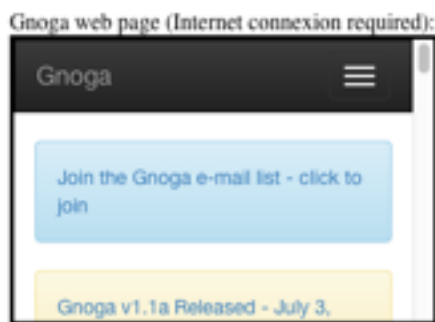 Gnoga web page (Internet connexion required):
Gnoga
Join the Gnoga e-mail list - click to
join
Gnoga v1.1a Released - July 3,